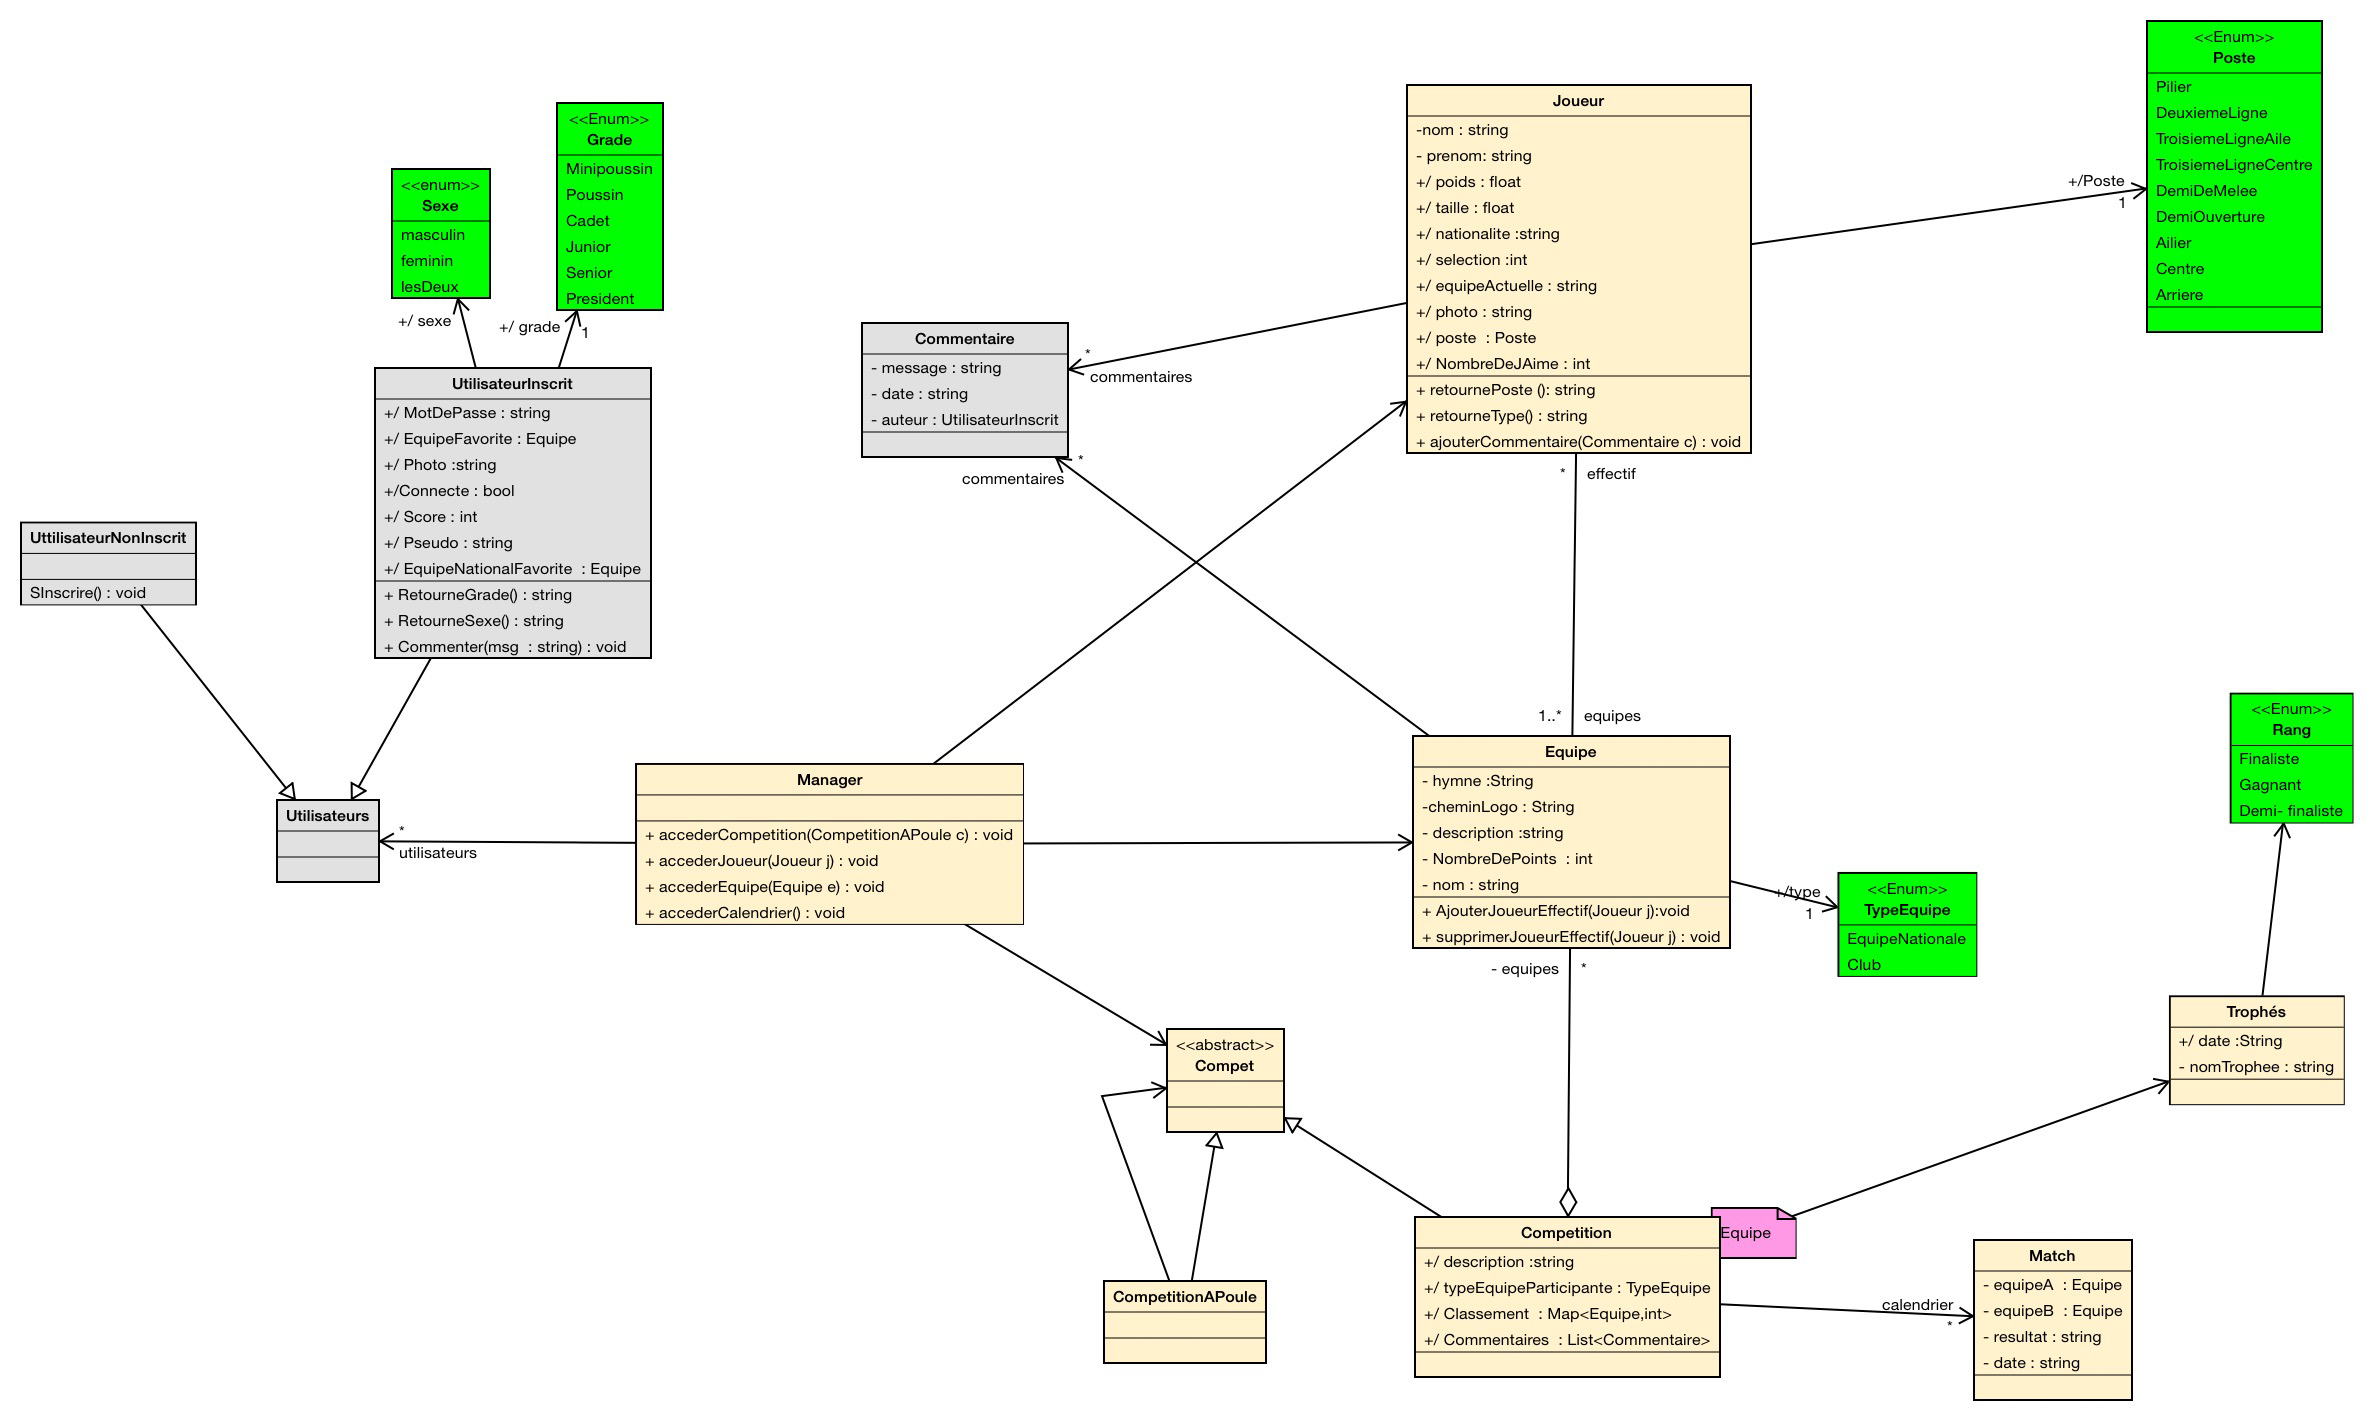 <<Enum>>
Poste
Pilier
DeuxiemeLigne
TroisiemeLigneAile
TroisiemeLigneCentre
DemiDeMelee
DemiOuverture
Ailier
Centre
Arriere
+/Poste
1
Joueur
-nom : string
- prenom: string
+/ poids : float
+/ taille : float
+/ nationalite :string
+/ selection :int
+/ equipeActuelle : string
+/ photo : string
+/ poste : Poste
+/ NombreDeJAime : int
+ retournePoste (): string
+ retourneType() : string
+ ajouterCommentaire(Commentaire c) : void
* effectif
<<Enum>>
Grade
Minipoussin
Poussin
Cadet
Junior
Senior
President
+/ grade
1
<<enum>>
Sexe
masculin
feminin
lesDeux
+/ sexe
Commentaire
- message : string
- date : string
- auteur : UtilisateurInscrit
*
commentaires
*
commentaires
UtilisateurInscrit
+/ MotDePasse : string
+/ EquipeFavorite : Equipe
+/ Photo :string
+/Connecte : bool
+/ Score : int
+/ Pseudo : string
+/ EquipeNationalFavorite : Equipe
+ RetourneGrade() : string
+ RetourneSexe() : string
+ Commenter(msg : string) : void
UttilisateurNonInscrit
SInscrire() : void
Utilisateurs
*
utilisateurs
Manager
+ accederCompetition(CompetitionAPoule c) : void
+ accederJoueur(Joueur j) : void
+ accederEquipe(Equipe e) : void
+ accederCalendrier() : void
1..* equipes
Equipe
- hymne :String
-cheminLogo : String
- description :string
- NombreDePoints : int
- nom : string
+ AjouterJoueurEffectif(Joueur j):void
+ supprimerJoueurEffectif(Joueur j) : void
- equipes *
+/type
1
<<Enum>>
TypeEquipe
EquipeNationale
Club
<<Enum>>
Rang
Finaliste
Gagnant
Demi- finaliste
Trophés
+/ date :String
- nomTrophee : string
<<abstract>>
Compet
CompetitionAPoule
Competition
+/ description :string
+/ typeEquipeParticipante : TypeEquipe
+/ Classement : Map<Equipe,int>
+/ Commentaires : List<Commentaire>
Equipe
calendrier
*
Match
- equipeA : Equipe
- equipeB : Equipe
- resultat : string
- date : string